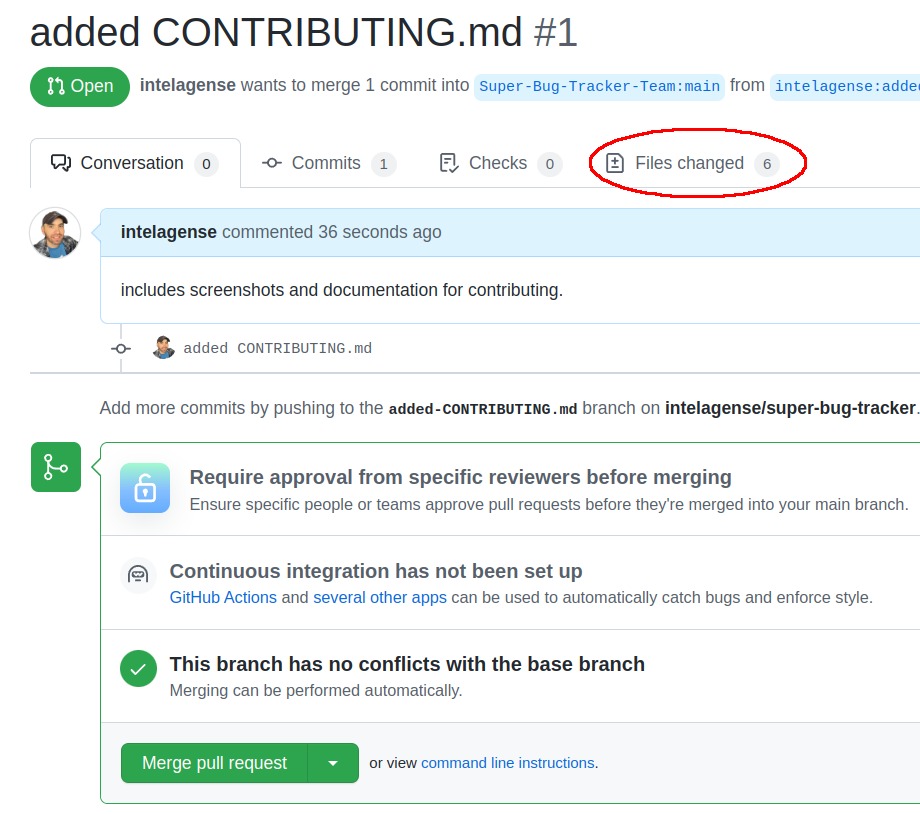 added CONTRIBUTING.md #1
Open intelagense wants to merge 1 commit into Super-Bug-Tracker-Team:main from intelagense:added
Conversation 0 Commits 1 Checks 0 Files changed 6
intelagense commented 36 seconds ago
includes screenshots and documentation for contributing.
added CONTRIBUTING.md
Add more commits by pushing to the added-CONTRIBUTING.md branch on intelagense/super-bug-tracker.
Require approval from specific reviewers before merging
Ensure specific people or teams approve pull requests before they're merged into your main branch.
Continuous integration has not been set up
GitHub Actions and several other apps can be used to automatically catch bugs and enforce style.
This branch has no conflicts with the base branch
Merging can be performed automatically.
Merge pull request or view command line instructions.